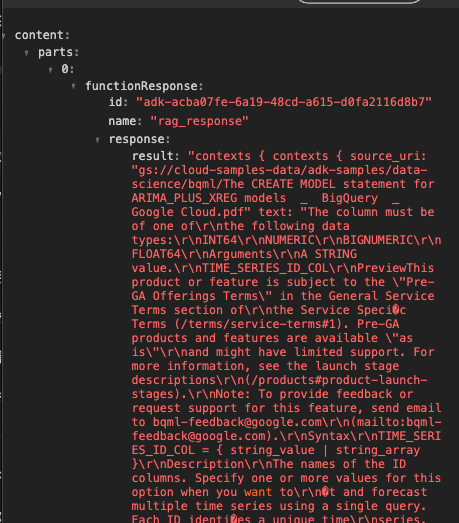 content:
parts:
0:
functionResponse:
id: "adk-acba07fe-6a19-48cd-a615-d0fa2116d8b7"
name: "rag_response"
response:
result: "contexts { contexts { source_uri:
"gs://cloud-samples-data/adk-samples/data-
science/bqml/The CREATE MODEL statement for
ARIMA_PLUS_XREG models  _  BigQuery  _
Google Cloud.pdf" text: "The column must be
of one of\r\nthe following data
types:\r\nINT64\r\nNUMERIC\r\nBIGNUMERIC\r\n
FLOAT64\r\nArguments\r\nA STRING
value.\r\nTIME_SERIES_ID_COL\r\nPreviewThis
product or feature is subject to the \"Pre-
GA Offerings Terms\" in the General Service
Terms section of\r\nthe Service Speci�c
Terms (/terms/service-terms#1). Pre-GA
products and features are available \"as
is\"\r\nand might have limited support. For
more information, see the launch stage
descriptions\r\n(/products#product-launch-
stages).\r\nNote: To provide feedback or
request support for this feature, send email
to bqml-feedback@google.com\r\n(mailto:bqml-
feedback@google.com).\r\nSyntax\r\nTIME_SERI
ES_ID_COL = { string_value | string_array
}\r\nDescription\r\nThe names of the ID
columns. Specify one or more values for this
option when you want to\r\n�t and forecast
multiple time series using a single query.
Each ID identi�es a unique time\r\nseries.